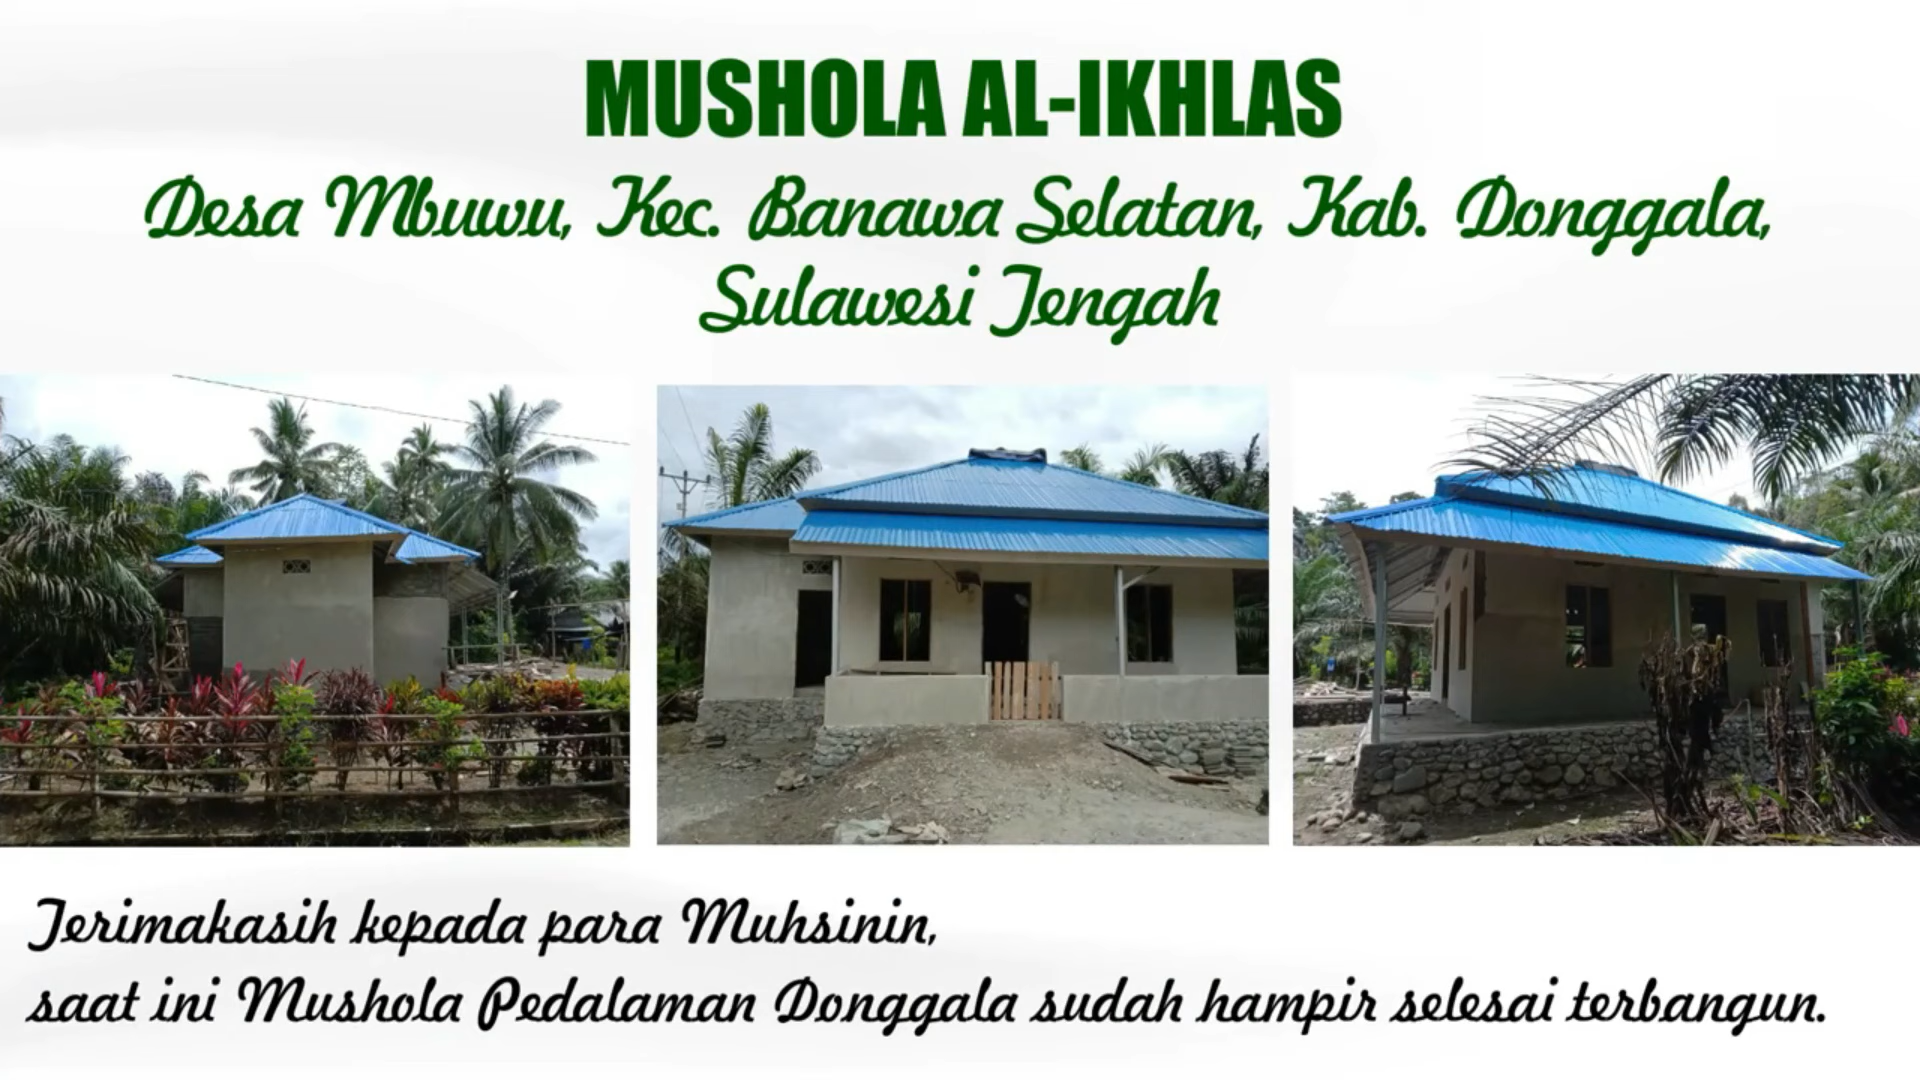 MUSHOLA AL-IKHLAS
Desa Mbuwu, Kec. Banawa Selatan, Kab. Donggala,
Sulawesi Tengah
Terimakasih kepada para Muhsinin,
saat ini Mushola Pedalaman Donggala sudah hampir selesai terbangun.